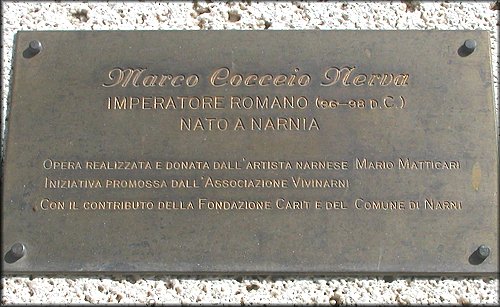 Marco Cocceio Nerva
IMPERATORE ROMANO (96–98 D.C.)
NATO A NARNIA
OPERA REALIZZATA E DONATA DALL'ARTISTA NARNESE MARIO MATTICARI
INIZIATIVA PROMOSSA DALL'ASSOCIAZIONE VIVINARNI
CON IL CONTRIBUTO DELLA FONDAZIONE CARIT E DEL COMUNE DI NARNI